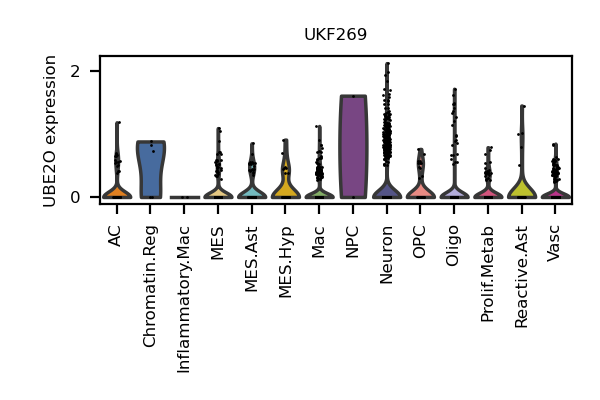 UKF269
UBE2O expression
2
0
AC
Chromatin.Reg
Inflammatory.Mac
MES
MES.Ast
MES.Hyp
Mac
NPC
Neuron
OPC
Oligo
Prolif.Metab
Reactive.Ast
Vasc